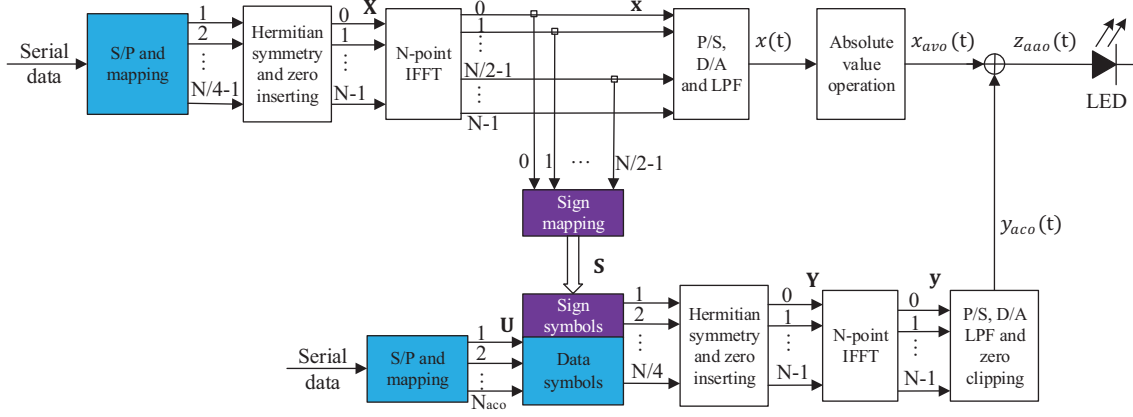 Serial
data
S/P and
mapping
1
2
⋮
N/4-1
Hermitian
symmetry
and zero
inserting
0
X
1
⋮
N-1
N-point
IFFT
0
x
1
⋮
N/2-1
⋮
N-1
P/S,
D/A
and LPF
x(t)
Absolute
value
operation
x_avo(t)
z_aao(t)
LED
0 1 ... N/2-1
Sign
mapping
S
y_aco(t)
Serial
data
S/P and
mapping
1
U
2
⋮
N_aco
Sign
symbols
Data
symbols
1
2
⋮
N/4
Hermitian
symmetry
and zero
inserting
Y
0
1
⋮
N-1
N-point
IFFT
y
0
1
⋮
N-1
P/S, D/A
LPF and
zero
clipping